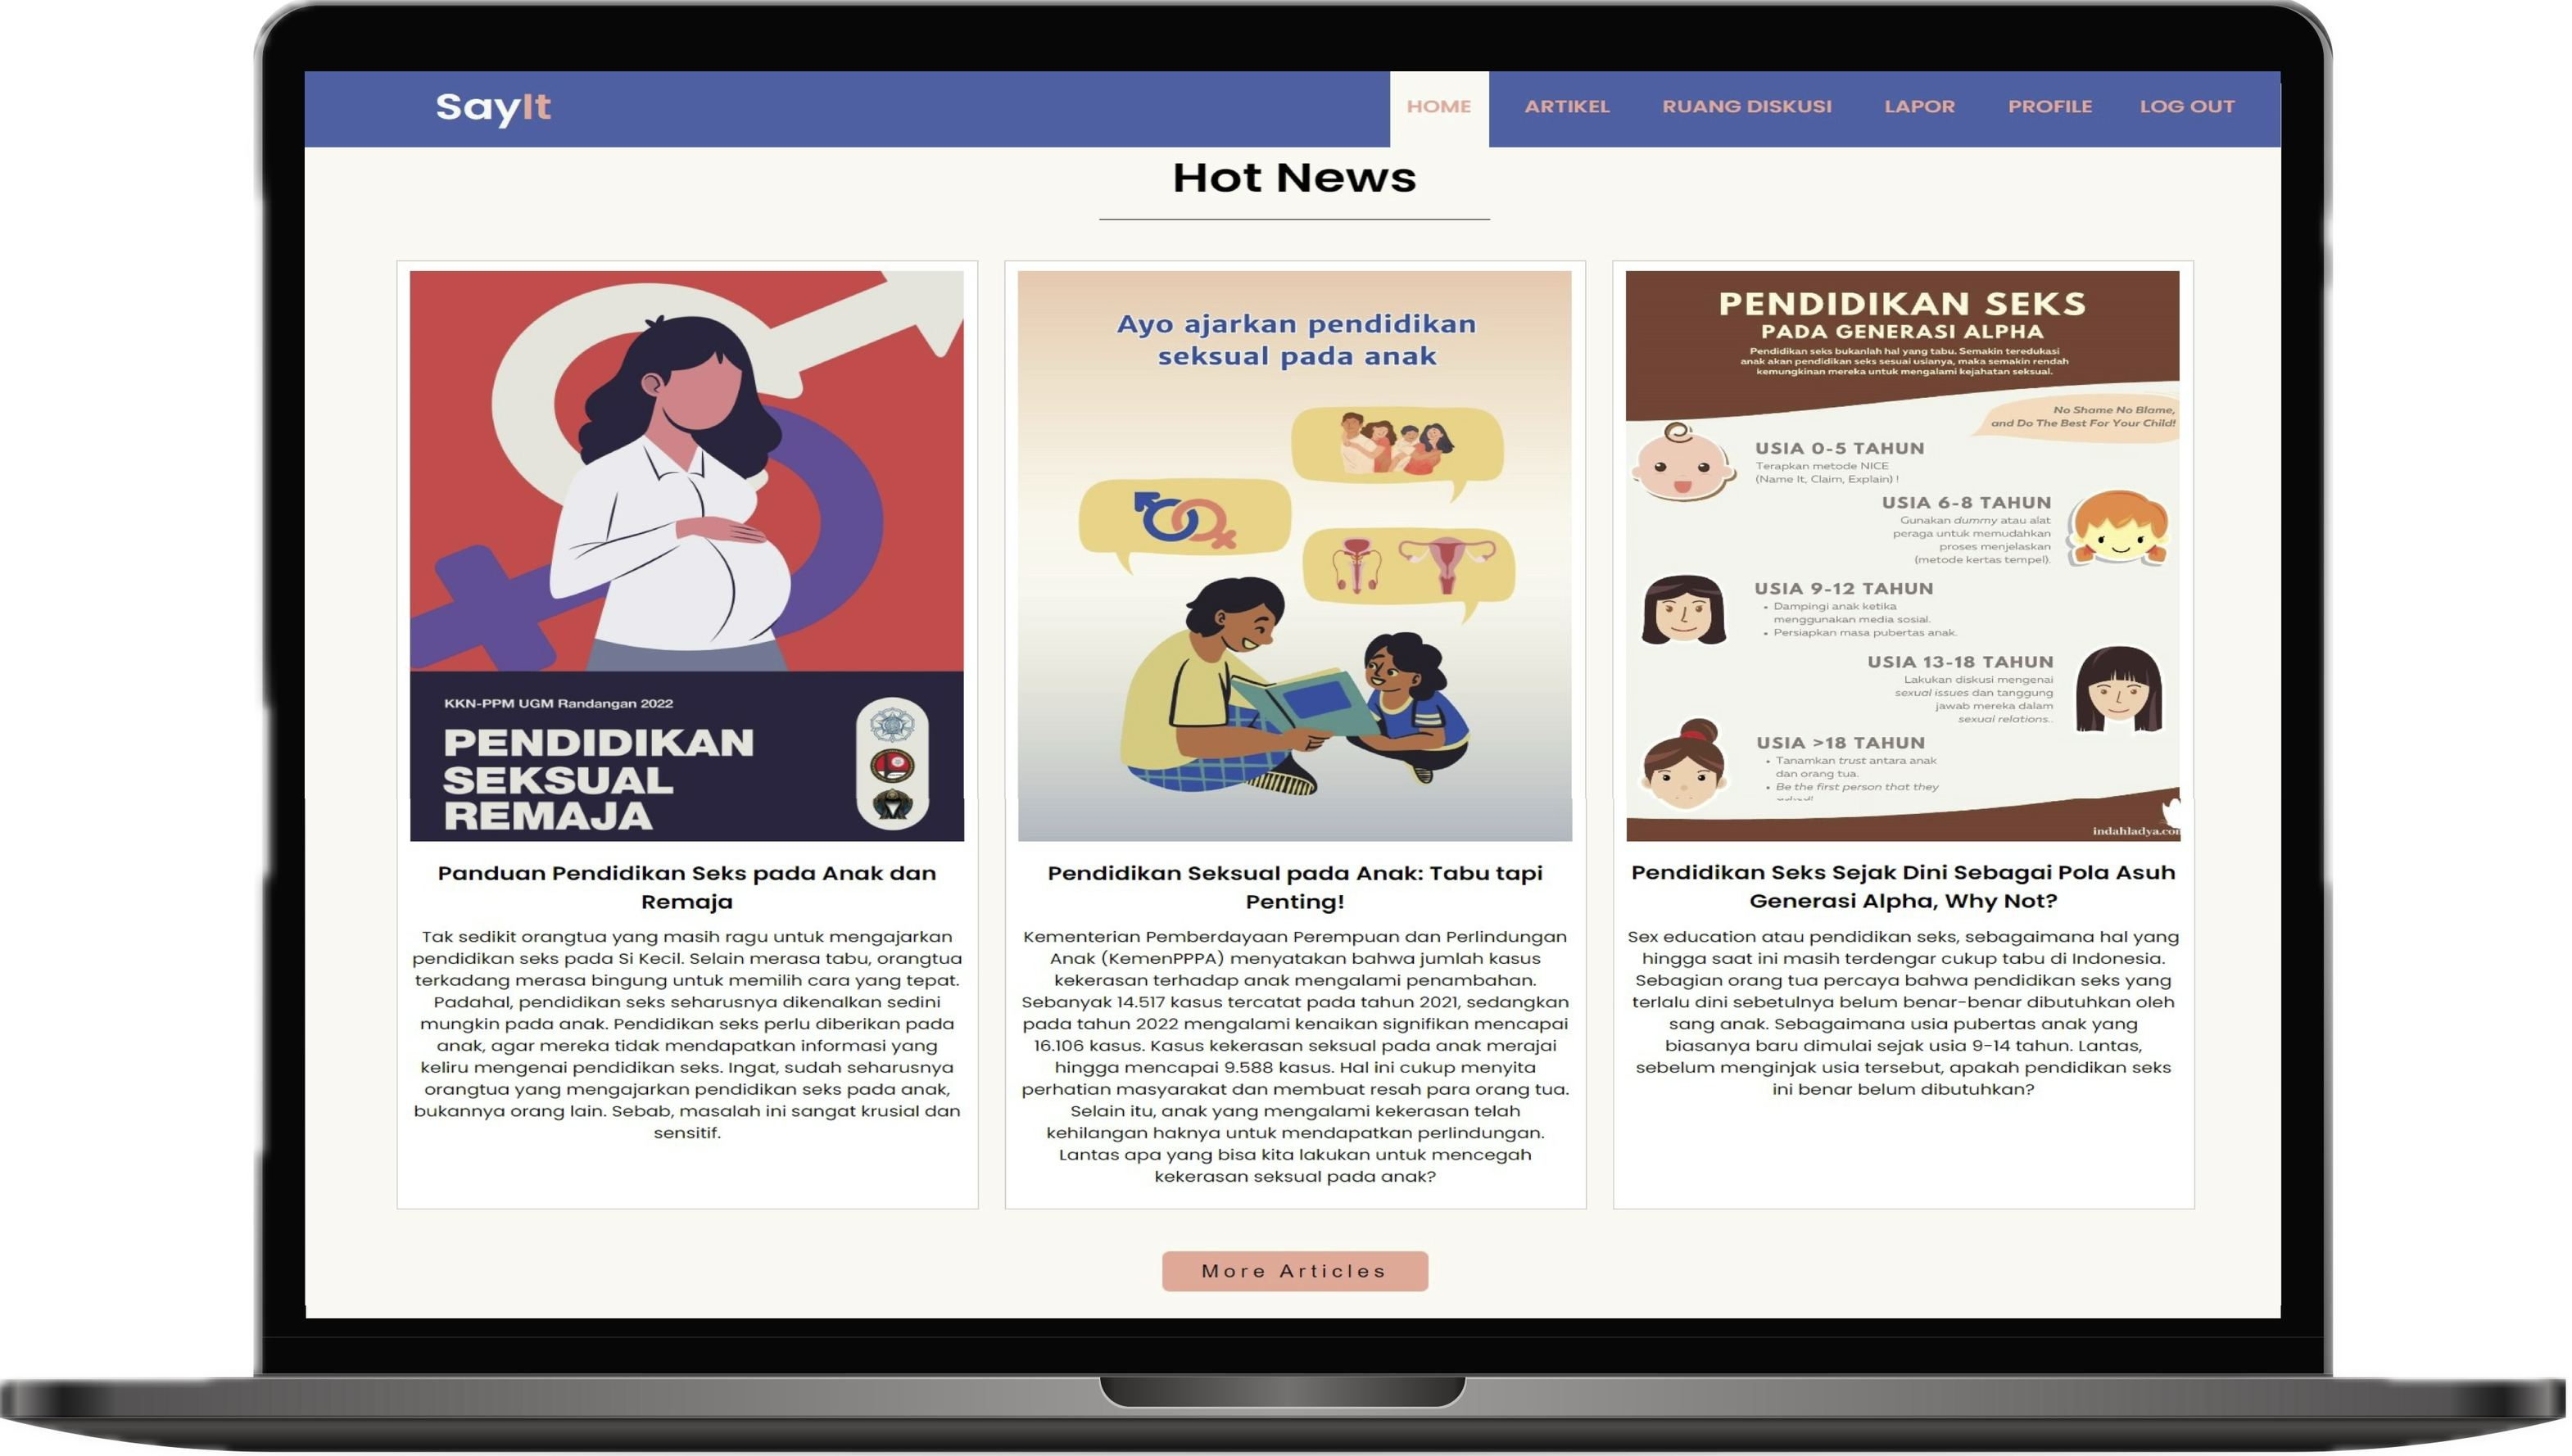 SayIt
HOME ARTIKEL RUANG DISKUSI LAPOR PROFILE LOG OUT
Hot News
KKN-PPM UGM Randangan 2022
PENDIDIKAN
SEKSUAL
REMAJA
Panduan Pendidikan Seks pada Anak dan
Remaja
Tak sedikit orangtua yang masih ragu untuk mengajarkan
pendidikan seks pada Si Kecil. Selain merasa tabu, orangtua
terkadang merasa bingung untuk memilih cara yang tepat.
Padahal, pendidikan seks seharusnya dikenalkan sedini
mungkin pada anak. Pendidikan seks perlu diberikan pada
anak, agar mereka tidak mendapatkan informasi yang
keliru mengenai pendidikan seks. Ingat, sudah seharusnya
orangtua yang mengajarkan pendidikan seks pada anak,
bukannya orang lain. Sebab, masalah ini sangat krusial dan
sensitif.
Ayo ajarkan pendidikan
seksual pada anak
Pendidikan Seksual pada Anak: Tabu tapi
Penting!
Kementerian Pemberdayaan Perempuan dan Perlindungan
Anak (KemenPPPA) menyatakan bahwa jumlah kasus
kekerasan terhadap anak mengalami penambahan.
Sebanyak 14.517 kasus tercatat pada tahun 2021, sedangkan
pada tahun 2022 mengalami kenaikan signifikan mencapai
16.106 kasus. Kasus kekerasan seksual pada anak merajai
hingga mencapai 9.588 kasus. Hal ini cukup menyita
perhatian masyarakat dan membuat resah para orang tua.
Selain itu, anak yang mengalami kekerasan telah
kehilangan haknya untuk mendapatkan perlindungan.
Lantas apa yang bisa kita lakukan untuk mencegah
kekerasan seksual pada anak?
PENDIDIKAN SEKS
PADA GENERASI ALPHA
Pendidikan seks bukanlah hal yang tabu. Semakin teredukasi
anak akan pendidikan seks sesuai usianya, maka semakin rendah
kemungkinan mereka untuk mengalami kejahatan seksual.
No Shame No Blame,
and Do The Best For Your Child!
USIA 0-5 TAHUN
Terapkan metode NICE
(Name It, Claim, Explain) !
USIA 6-8 TAHUN
Gunakan dummy atau alat
peraga untuk memudahkan
proses menjelaskan
(metode kertas tempel).
USIA 9-12 TAHUN
• Dampingi anak ketika
menggunakan media sosial.
• Persiapkan masa pubertas anak.
USIA 13-18 TAHUN
Lakukan diskusi mengenai
sexual issues dan tanggung
jawab mereka dalam
sexual relations..
USIA >18 TAHUN
• Tanamkan trust antara anak
dan orang tua.
• Be the first person that they
indahladya.com
Pendidikan Seks Sejak Dini Sebagai Pola Asuh
Generasi Alpha, Why Not?
Sex education atau pendidikan seks, sebagaimana hal yang
hingga saat ini masih terdengar cukup tabu di Indonesia.
Sebagian orang tua percaya bahwa pendidikan seks yang
terlalu dini sebetulnya belum benar-benar dibutuhkan oleh
sang anak. Sebagaimana usia pubertas anak yang
biasanya baru dimulai sejak usia 9-14 tahun. Lantas,
sebelum menginjak usia tersebut, apakah pendidikan seks
ini benar belum dibutuhkan?
More Articles